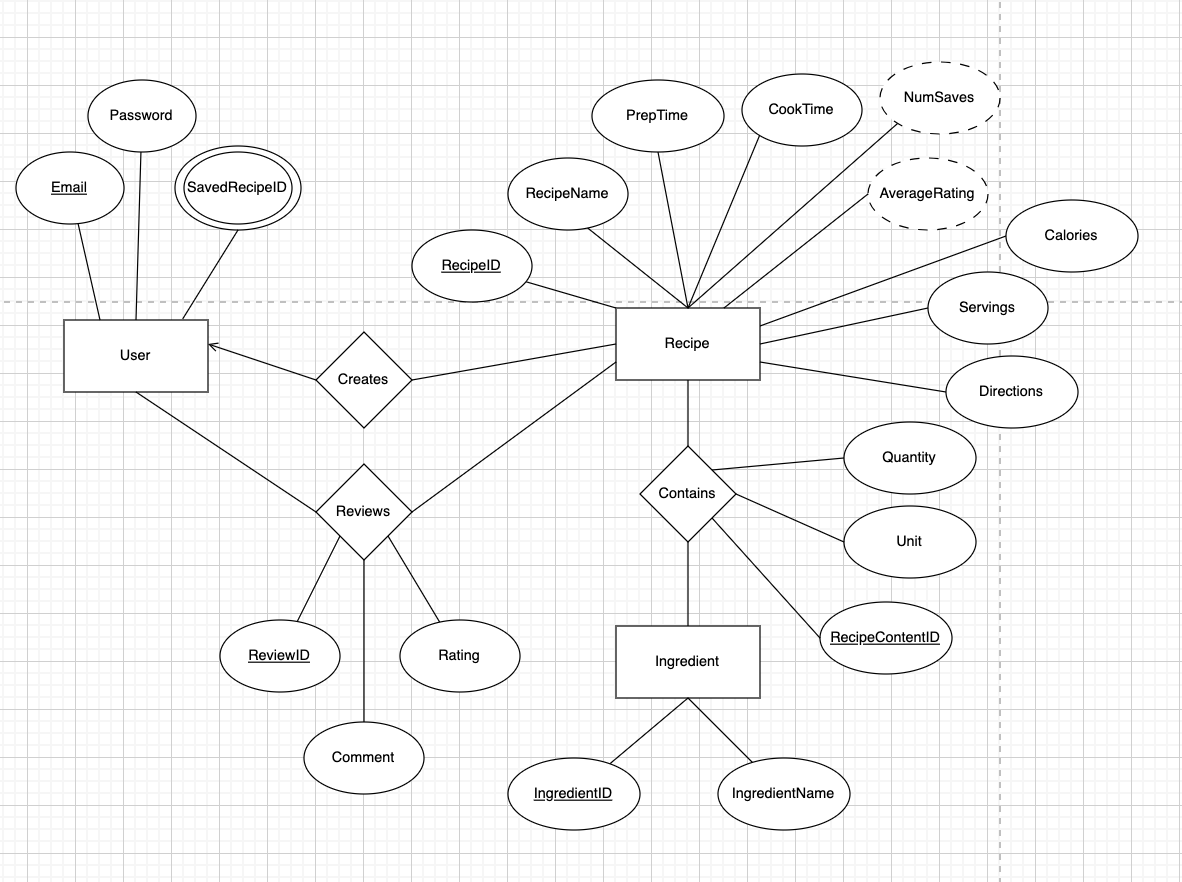 Password
Email
SavedRecipeID
PrepTime
CookTime
NumSaves
RecipeName
AverageRating
RecipeID
Calories
Servings
User
Recipe
Creates
Directions
Quantity
Reviews
Contains
Unit
ReviewID
Rating
RecipeContentID
Ingredient
Comment
IngredientID
IngredientName